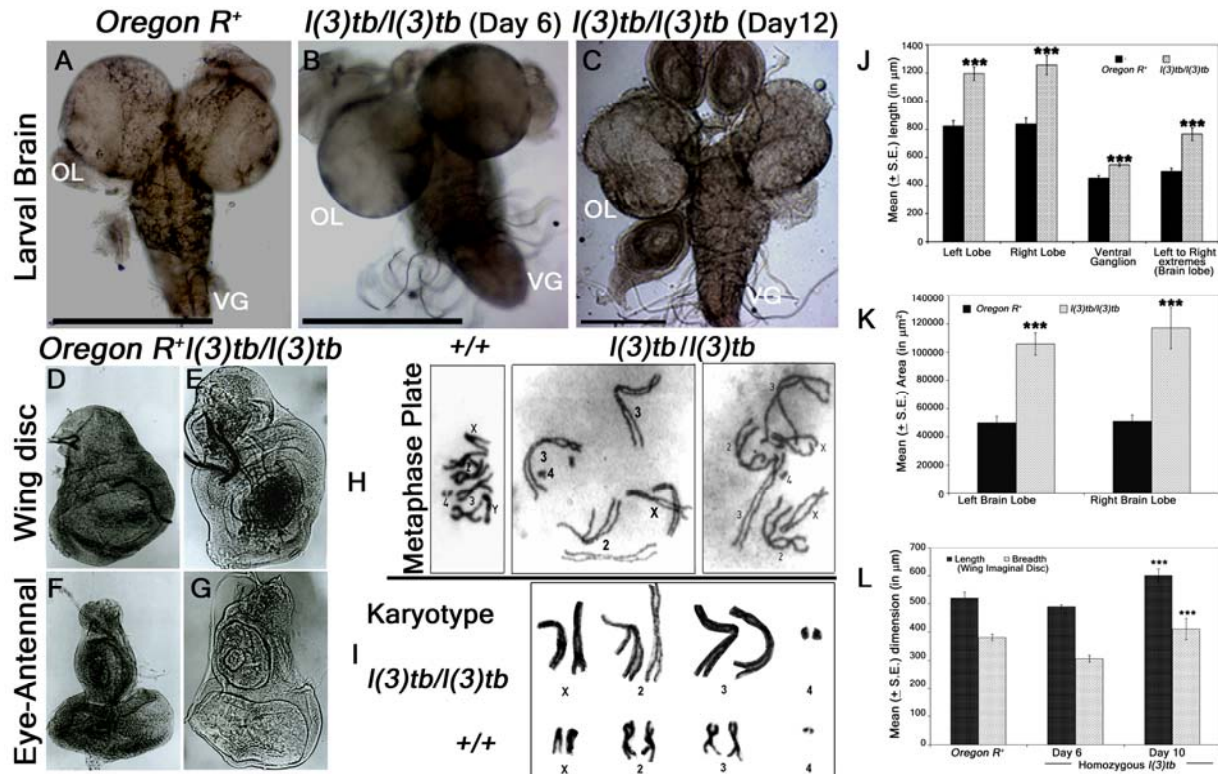 Oregon R+
l(3)tb/l(3)tb (Day 6)
l(3)tb/l(3)tb (Day12)
Larval Brain
A
OL
VG
B
OL
VG
C
OL
VG
Oregon R+
l(3)tb/l(3)tb
Wing disc
D
E
Eye-Antennal
F
G
+/+
l(3)tb/l(3)tb
H
Metaphase Plate
X
4
3
Y
3
3
4
X
2
3
2
X
4
3
X
2
I
Karyotype
l(3)tb/l(3)tb
X
2
3
4
+/+
X
2
3
4
J
Mean (± S.E.) length (in μm)
1400
1200
1000
800
600
400
200
0
Oregon R+
l(3)tb/l(3)tb
***
***
***
***
Left Lobe
Right Lobe
Ventral
Ganglion
Left to Right
extremes
(Brain lobe)
K
Mean (± S.E.) Area (in μm²)
140000
120000
100000
80000
60000
40000
20000
0
Oregon R+
l(3)tb/l(3)tb
***
***
Left Brain Lobe
Right Brain Lobe
L
Mean (± S.E.) dimension (in μm)
700
600
500
400
300
200
100
0
Length
Breadth
(Wing Imaginal Disc)
***
***
Oregon R+
Day 6
Day 10
Homozygous l(3)tb